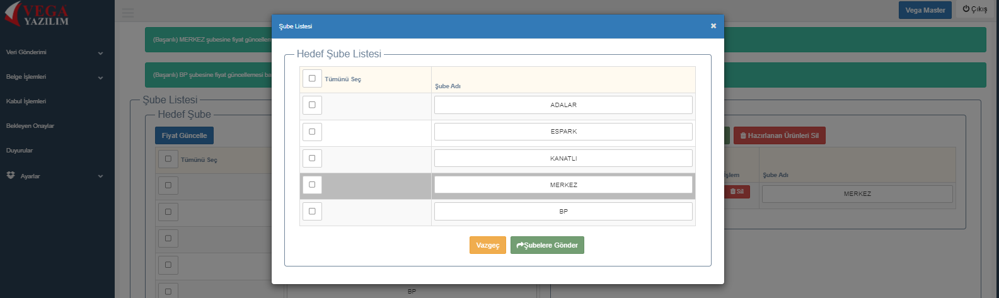 VEGA
YAZILIM
Vega Master
Çıkış
Veri Gönderimi
Belge İşlemleri
Kabul İşlemleri
Bekleyen Onaylar
Duyurular
Ayarlar
(Başarılı) MERKEZ şubesine fiyat güncellem
(Başarılı) BP şubesine fiyat güncellemesi ba
Şube Listesi
Hedef Şube
Fiyat Güncelle
Tümünü Seç
BP
Şube Listesi
Hedef Şube Listesi
Tümünü Seç
Şube Adı
ADALAR
ESPARK
KANATLI
MERKEZ
BP
Vazgeç
Şubelere Gönder
Hazırlanan Ürünleri Sil
İşlem
Şube Adı
Sil
MERKEZ